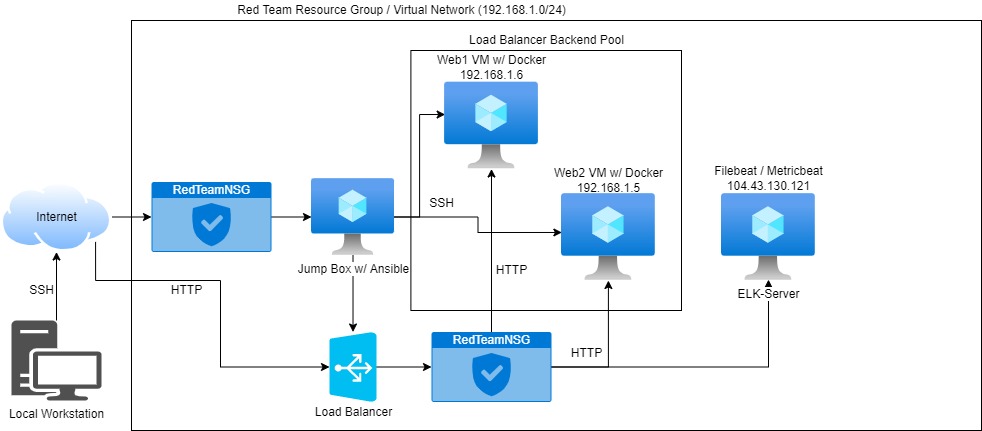 Red Team Resource Group / Virtual Network (192.168.1.0/24)
Load Balancer Backend Pool
Web1 VM w/ Docker
192.168.1.6
Web2 VM w/ Docker
192.168.1.5
Filebeat / Metricbeat
104.43.130.121
RedTeamNSG
Internet
SSH
Jump Box w/ Ansible
HTTP
SSH
HTTP
ELK-Server
RedTeamNSG
HTTP
Load Balancer
Local Workstation